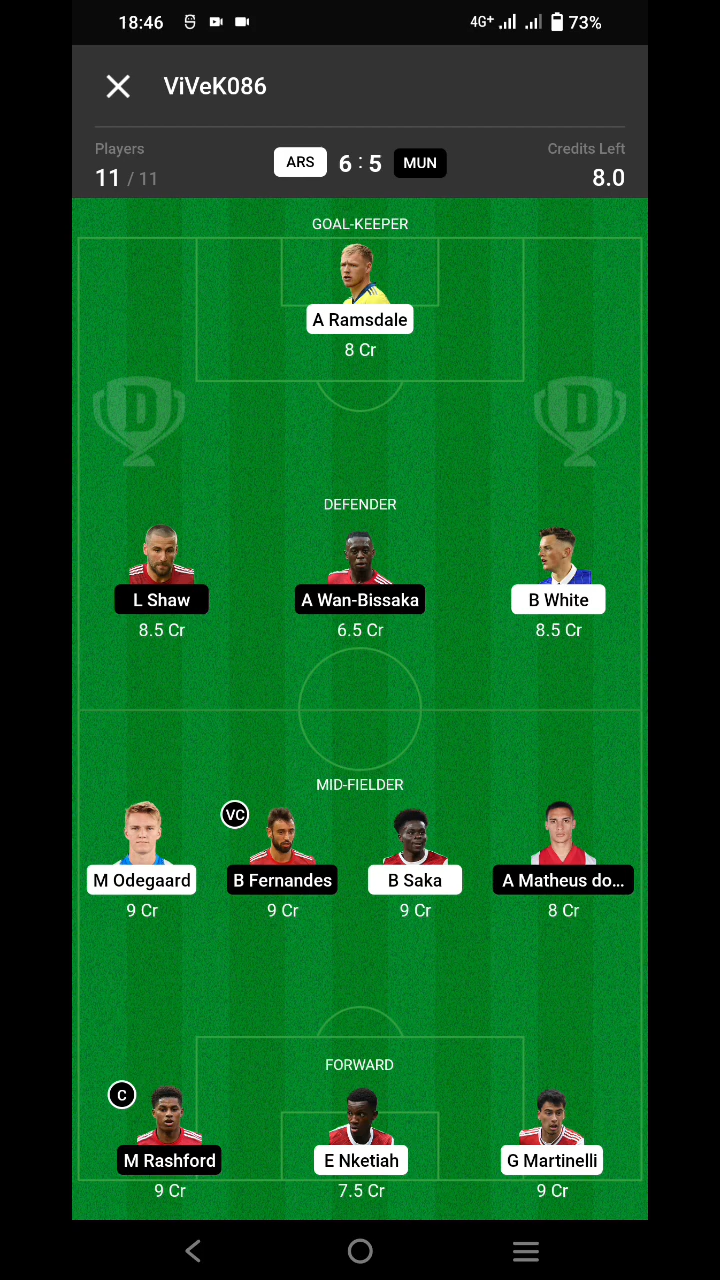 18:46 4G+ 73%
ViVeK086
Players Credits Left
11 / 11 ARS 6 : 5 MUN 8.0
GOAL-KEEPER
A Ramsdale
8 Cr
D D
DEFENDER
L Shaw A Wan-Bissaka B White
8.5 Cr 6.5 Cr 8.5 Cr
MID-FIELDER
VC
M Odegaard B Fernandes B Saka A Matheus do...
9 Cr 9 Cr 9 Cr 8 Cr
FORWARD
C
M Rashford E Nketiah G Martinelli
9 Cr 7.5 Cr 9 Cr